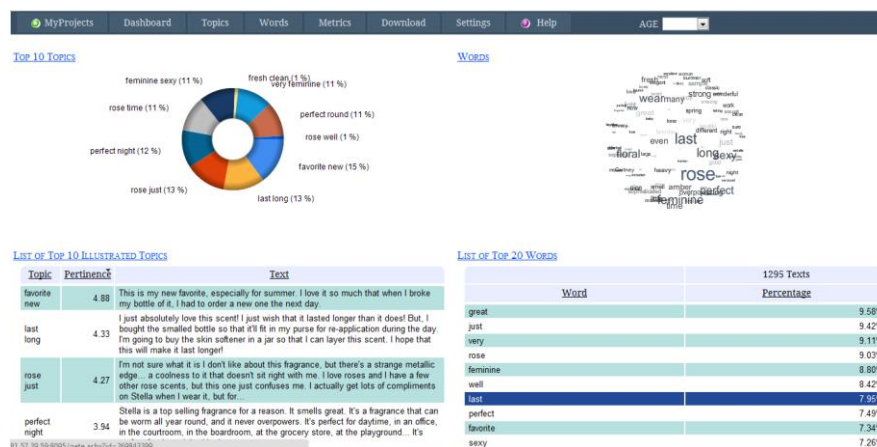 MyProjects Dashboard Topics Words Metrics Download Settings Help AGE
TOP 10 TOPICS
feminine sexy (11 %)
fresh clean (1 %)
very feminine (11 %)
rose time (11 %)
perfect round (11 %)
rose well (1 %)
perfect night (12 %)
favorite new (15 %)
rose just (13 %)
last long (13 %)
WORDS
fresh
soft
strong wonderful
wear many
great
spring
walk
very
different right
just
even last
floral
long sexy
heavy
rose
night
amber
perfect
feminine
time
LIST OF TOP 10 ILLUSTRATED TOPICS
Topic Pertinence Text
favorite new 4.88
This is my new favorite, especially for summer. I love it so much that when I broke
my bottle of it, I had to order a new one the next day.
last long 4.33
I just absolutely love this scent! I just wish that it lasted longer than it does! But, I
bought the smalled bottle so that it'll fit in my purse for re-application during the day.
I'm going to buy the skin softener in a jar so that I can layer this scent. I hope that
this will make it last longer!
rose just 4.27
I'm not sure what it is I don't like about this fragrance, but there's a strange metallic
edge... a coolness to it that doesn't sit right with me. I love roses and I have a few
other rose scents, but this one just confuses me. I actually get lots of compliments
on Stella when I wear it, but for...
perfect night 3.94
Stella is a top selling fragrance for a reason. It smells great. It's a fragrance that can
be worn all year round, and it never overpowers. It's perfect for daytime, in an office,
in the courtroom, in the boardroom, at the grocery store, at the playground... It's
LIST OF TOP 20 WORDS
1295 Texts
Word Percentage
great 9.58
just 9.42
very 9.11
rose 9.03
feminine 8.80
well 8.42
last 7.95
perfect 7.49
favorite 7.34
sexy 7.26